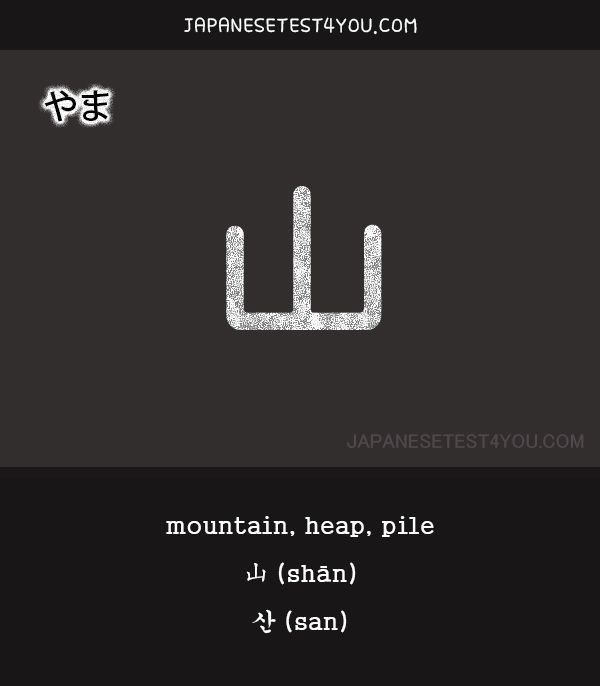 JAPANESETEST4YOU.COM
やま
山
JAPANESETEST4YOU.COM
mountain, heap, pile
山 (shān)
산 (san)